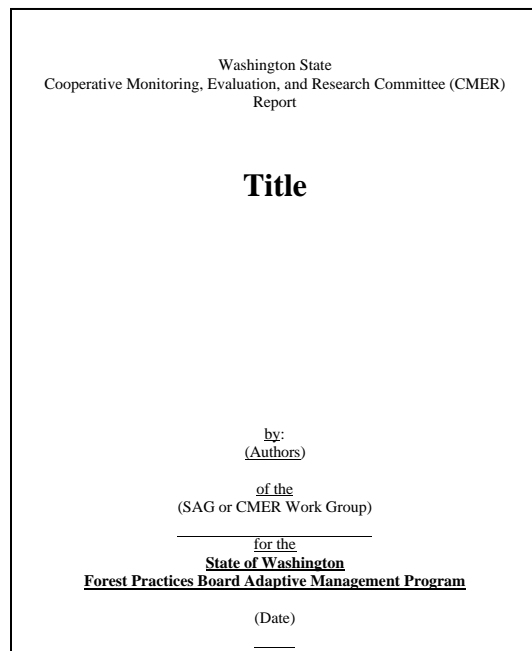 Washington State
Cooperative Monitoring, Evaluation, and Research Committee (CMER)
Report
Title
by:
(Authors)
of the
(SAG or CMER Work Group)
for the
State of Washington
Forest Practices Board Adaptive Management Program
(Date)